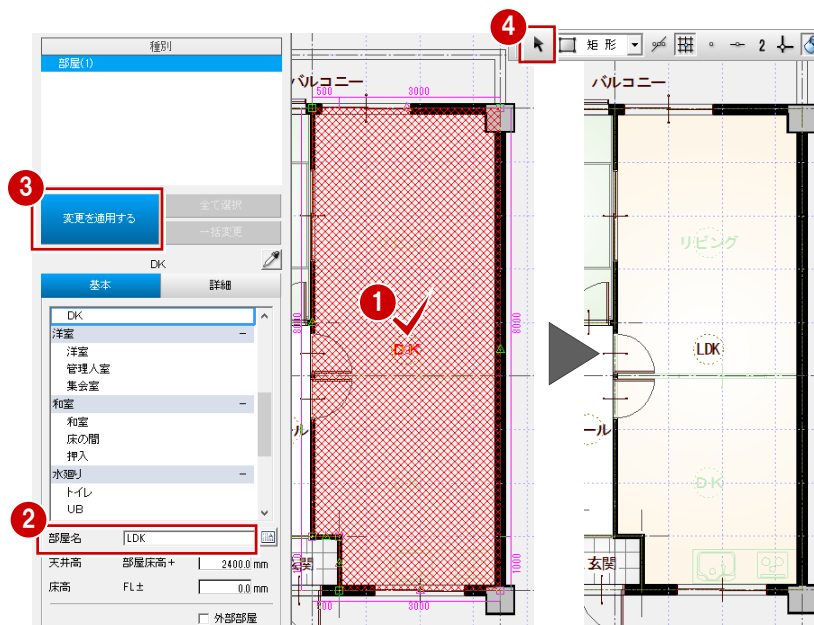 種別
部屋(1)
3
変更を適用する
全て選択
一括変更
DK
基本
詳細
DK
洋室 −
洋室
管理人室
集会室
和室 −
和室
床の間
押入
水廻り −
トイレ
UB
2
部屋名 LDK
天井高 部屋床高+ 2400.0 mm
床高 FL± 0.0 mm
外部部屋
バルコニー
500 3000
1
8000
8000
DK
ール
玄関
1000
3000
4
矩形
2
バルコニー
リビング
LDK
ール
DK
玄関